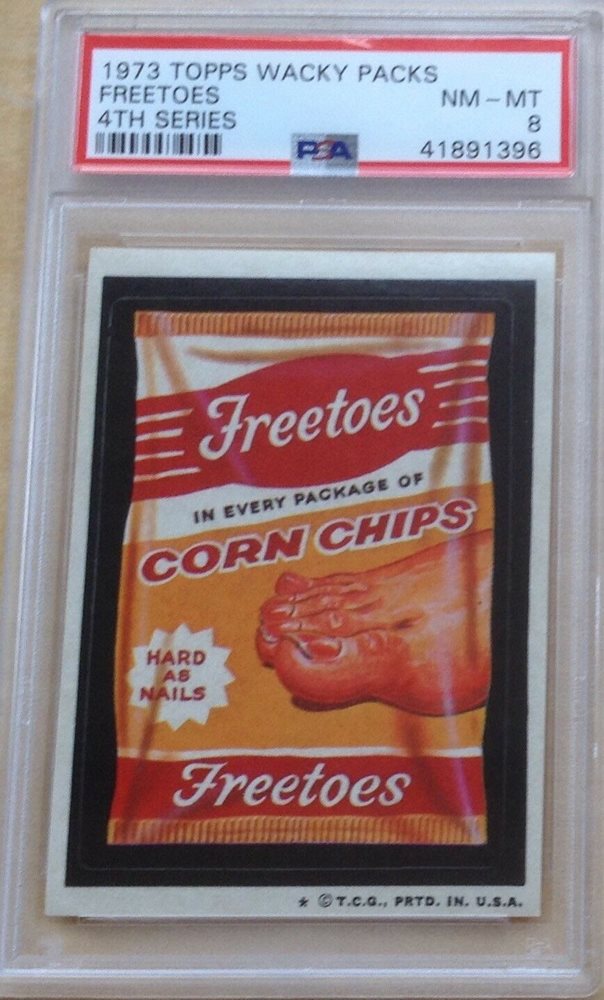 1973 TOPPS WACKY PACKS
FREETOES NM - MT
4TH SERIES 8
PSA 41891396
Freetoes
IN EVERY PACKAGE OF
CORN CHIPS
HARD
AS
NAILS
Freetoes
* ©T.C.G., PRTD. IN. U.S.A.